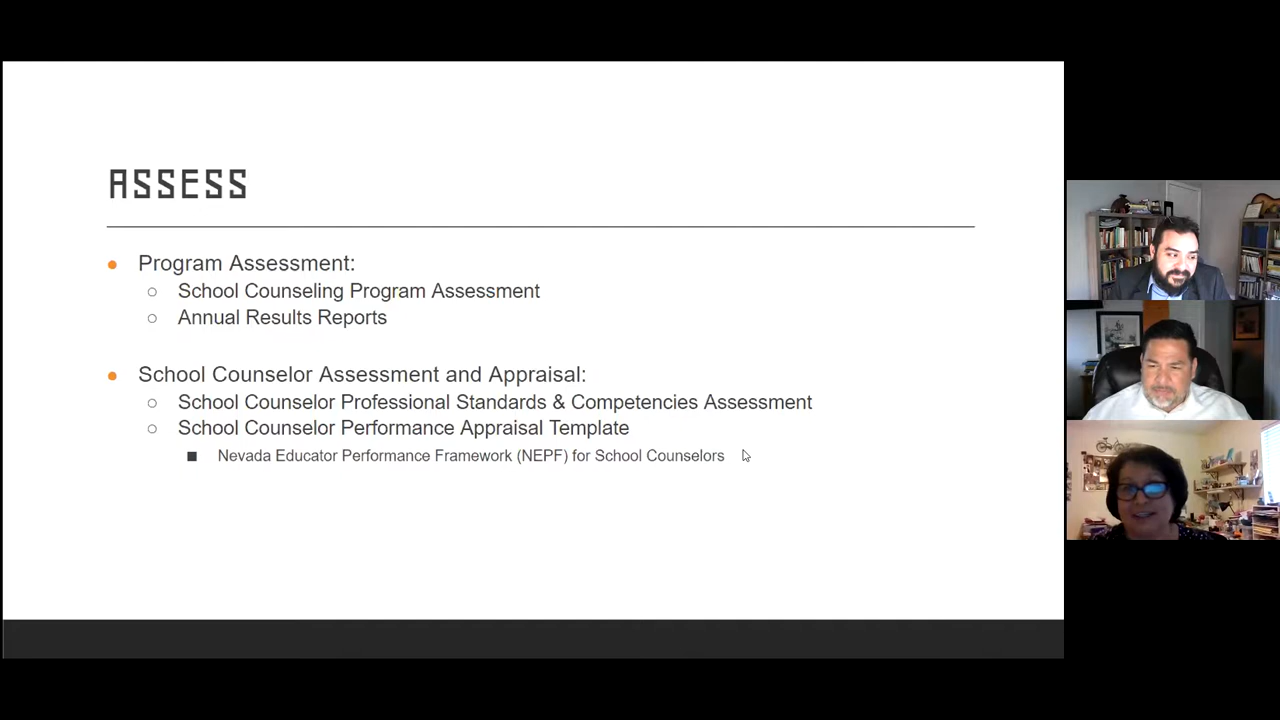 ASSESS
Program Assessment:
School Counseling Program Assessment
Annual Results Reports
School Counselor Assessment and Appraisal:
School Counselor Professional Standards & Competencies Assessment
School Counselor Performance Appraisal Template
Nevada Educator Performance Framework (NEPF) for School Counselors